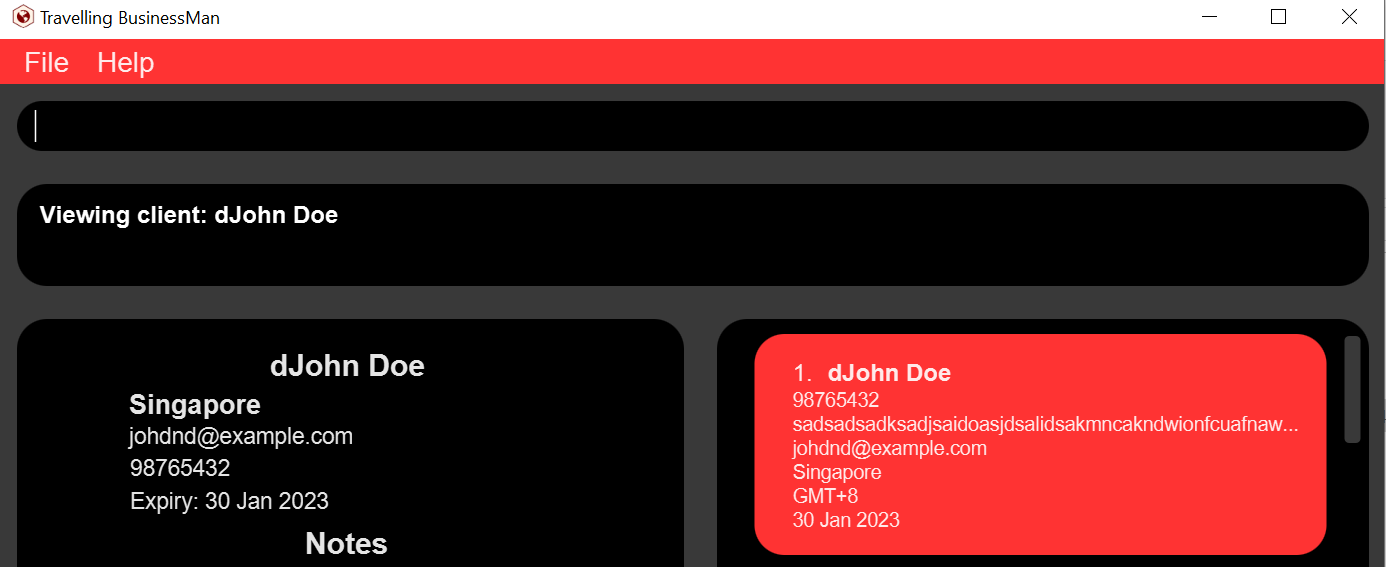 Travelling BusinessMan
File Help
Viewing client: dJohn Doe
dJohn Doe
Singapore
johdnd@example.com
98765432
Expiry: 30 Jan 2023
Notes
1. dJohn Doe
98765432
sadsadsadksadjsaidoasjdsalidsakmncakndwionfcuafnaw...
johdnd@example.com
Singapore
GMT+8
30 Jan 2023